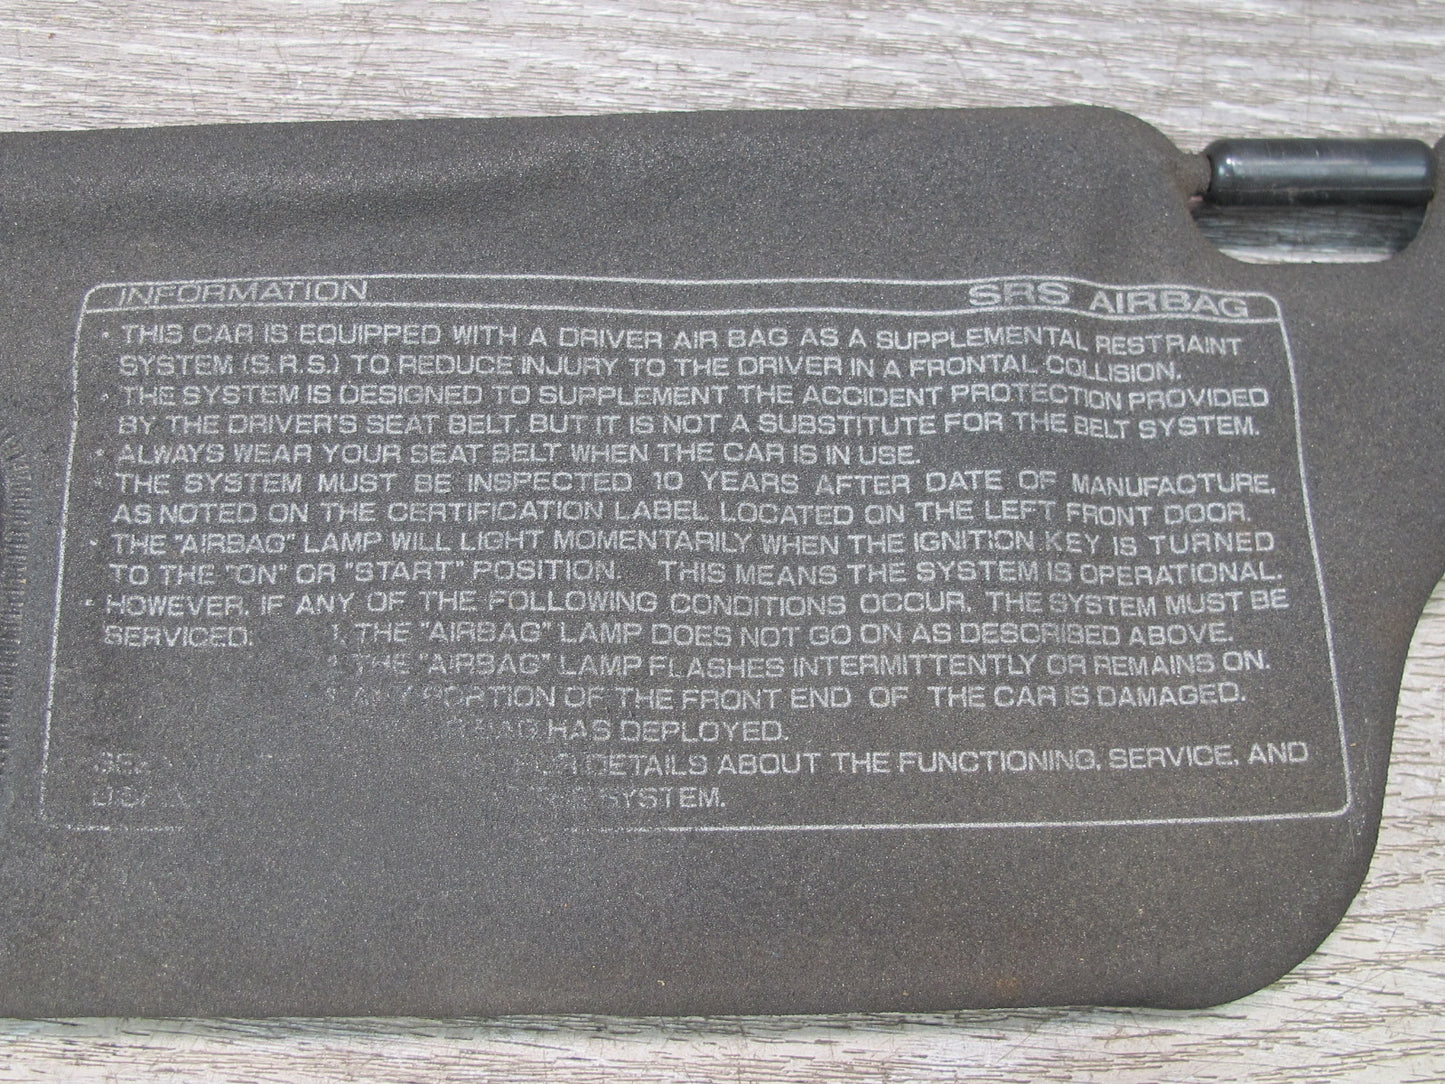 INFORMATION SRS AIRBAG
· THIS CAR IS EQUIPPED WITH A DRIVER AIR BAG AS A SUPPLEMENTAL RESTRAINT
SYSTEM (S.R.S.) TO REDUCE INJURY TO THE DRIVER IN A FRONTAL COLLISION.
· THE SYSTEM IS DESIGNED TO SUPPLEMENT THE ACCIDENT PROTECTION PROVIDED
BY THE DRIVER'S SEAT BELT, BUT IT IS NOT A SUBSTITUTE FOR THE BELT SYSTEM.
· ALWAYS WEAR YOUR SEAT BELT WHEN THE CAR IS IN USE.
· THE SYSTEM MUST BE INSPECTED 10 YEARS AFTER DATE OF MANUFACTURE,
AS NOTED ON THE CERTIFICATION LABEL LOCATED ON THE LEFT FRONT DOOR.
· THE "AIRBAG" LAMP WILL LIGHT MOMENTARILY WHEN THE IGNITION KEY IS TURNED
TO THE "ON" OR "START" POSITION. THIS MEANS THE SYSTEM IS OPERATIONAL.
· HOWEVER, IF ANY OF THE FOLLOWING CONDITIONS OCCUR, THE SYSTEM MUST BE
SERVICED: 1. THE "AIRBAG" LAMP DOES NOT GO ON AS DESCRIBED ABOVE.
THE "AIRBAG" LAMP FLASHES INTERMITTENTLY OR REMAINS ON.
ANY PORTION OF THE FRONT END OF THE CAR IS DAMAGED.
HAS DEPLOYED.
DETAILS ABOUT THE FUNCTIONING, SERVICE, AND
SYSTEM.